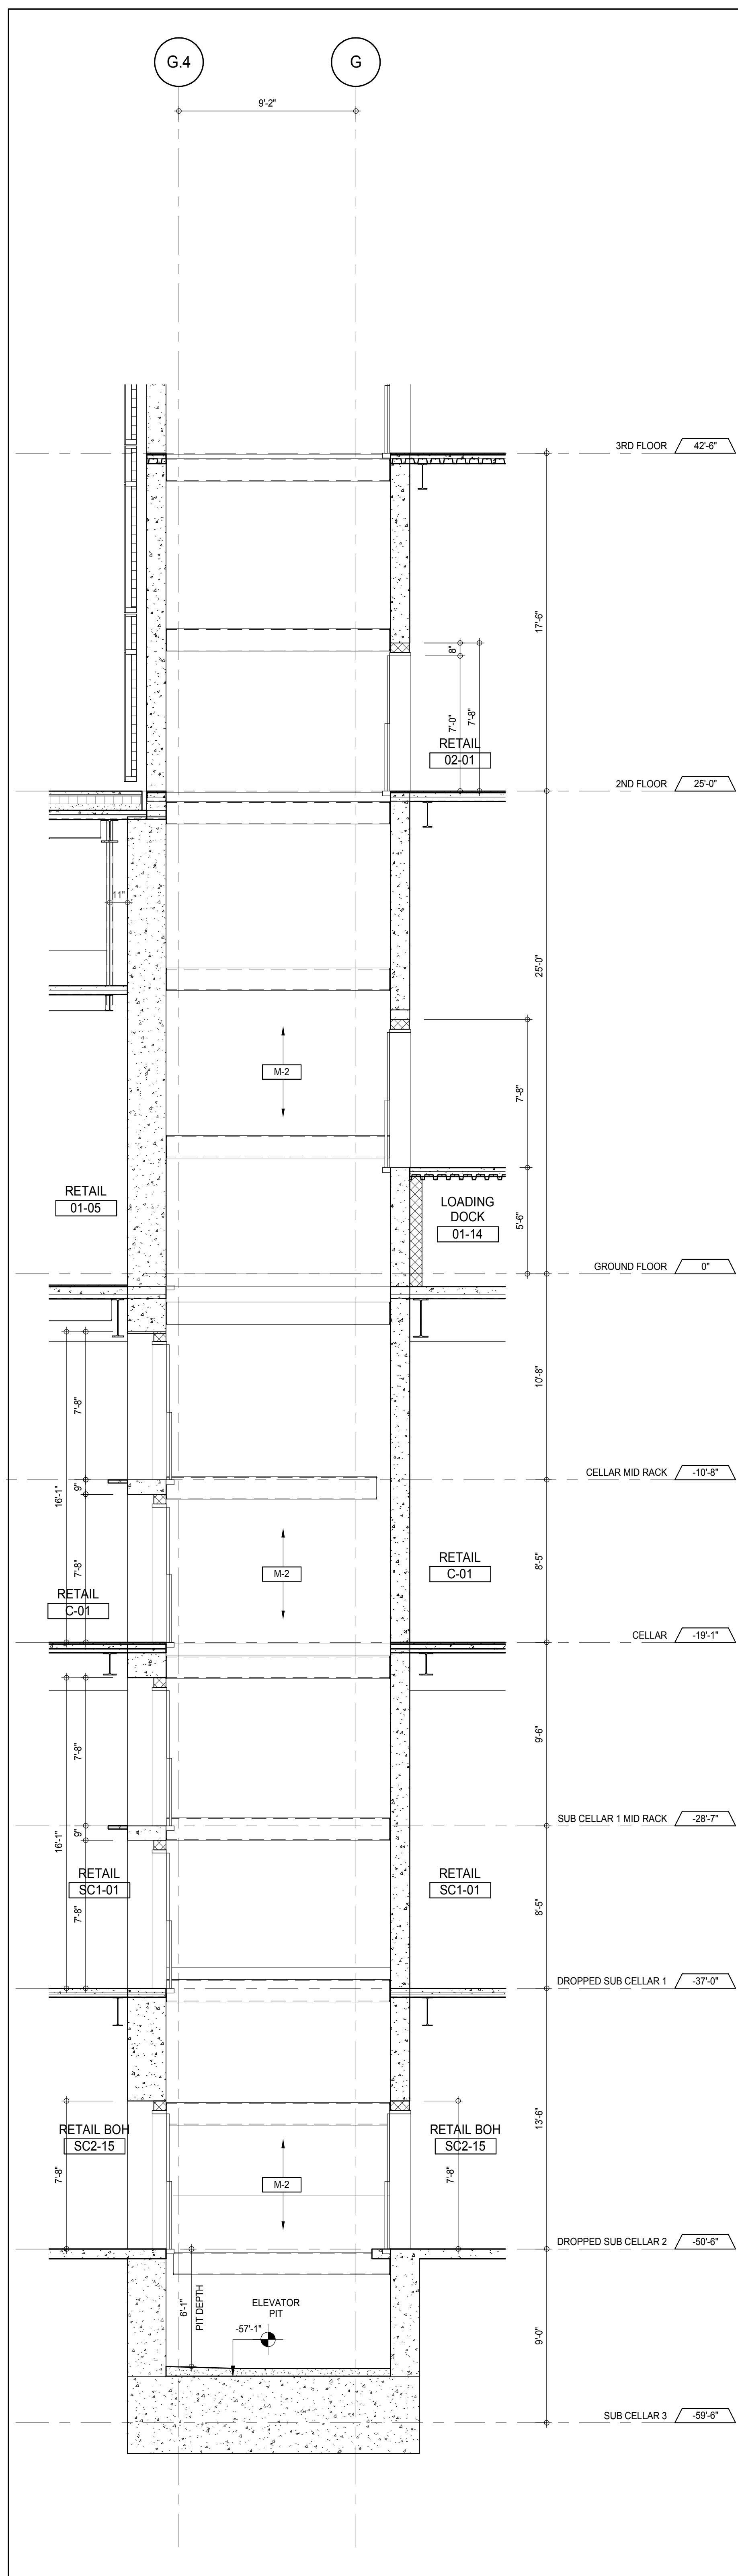 G.4
G
9'-2"
3RD FLOOR
42'-6"
17'-6"
8"
7'-0"
7'-8"
RETAIL
02-01
2ND FLOOR
25'-0"
11"
25'-0"
M-2
7'-8"
RETAIL
01-05
LOADING
DOCK
01-14
5'-6"
GROUND FLOOR
0"
10'-8"
7'-8"
CELLAR MID RACK
-10'-8"
9"
16'-1"
7'-8"
M-2
RETAIL
C-01
8'-5"
RETAIL
C-01
CELLAR
-19'-1"
9'-6"
7'-8"
SUB CELLAR 1 MID RACK
-28'-7"
9"
16'-1"
RETAIL
SC1-01
RETAIL
SC1-01
7'-8"
8'-5"
DROPPED SUB CELLAR 1
-37'-0"
13'-6"
RETAIL BOH
SC2-15
RETAIL BOH
SC2-15
7'-8"
M-2
7'-8"
DROPPED SUB CELLAR 2
-50'-6"
6'-1"
PIT DEPTH
ELEVATOR
PIT
-57'-1"
9'-0"
SUB CELLAR 3
-59'-6"